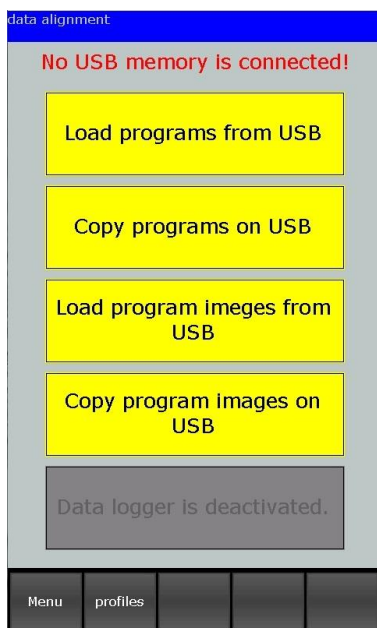 data alignment
No USB memory is connected!
Load programs from USB
Copy programs on USB
Load program imeges from
USB
Copy program images on
USB
Data logger is deactivated.
Menu profiles